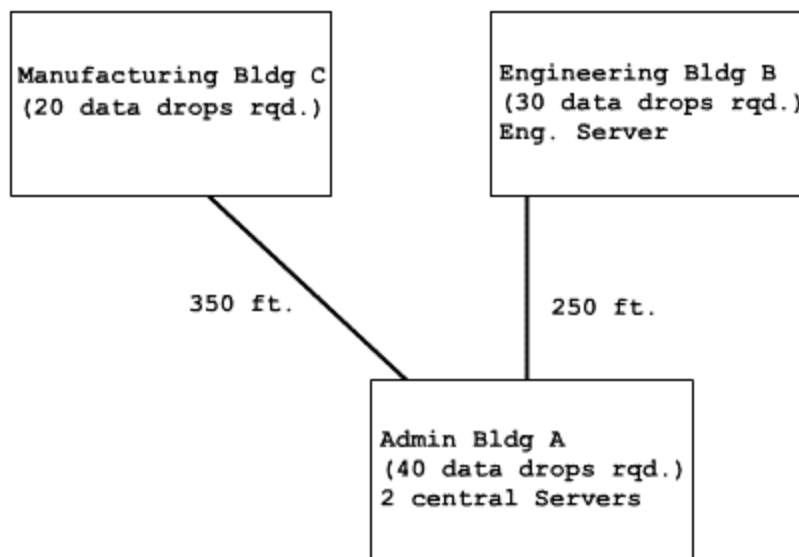 Manufacturing Bldg C
(20 data drops rqd.)
Engineering Bldg B
(30 data drops rqd.)
Eng. Server
350 ft.
250 ft.
Admin Bldg A
(40 data drops rqd.)
2 central Servers